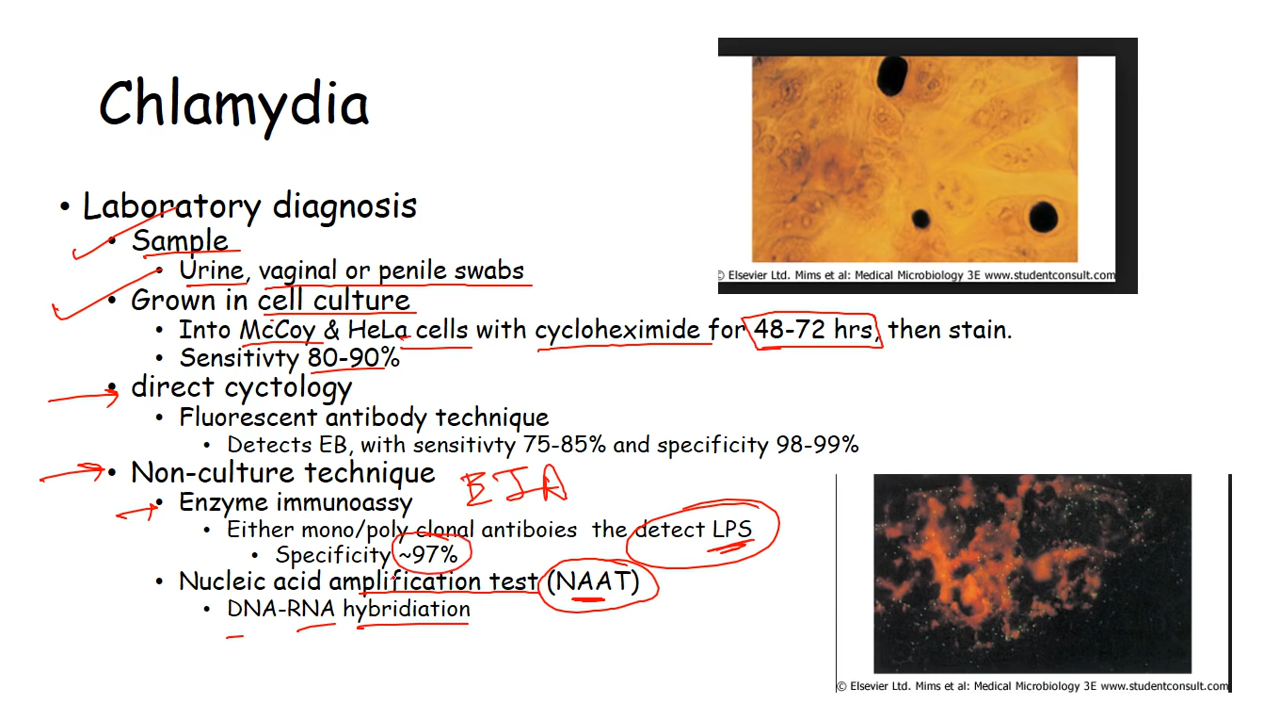 Chlamydia
• Laboratory diagnosis
• Sample
• Urine, vaginal or penile swabs
• Grown in cell culture
• Into McCoy & HeLa cells with cycloheximide for 48-72 hrs, then stain.
• Sensitivty 80-90%
• direct cyctology
• Fluorescent antibody technique
• Detects EB, with sensitivty 75-85% and specificity 98-99%
• Non-culture technique
EIA
• Enzyme immunoassy
• Either mono/poly clonal antiboies the detect LPS
• Specificity ~97%
• Nucleic acid amplification test (NAAT)
• DNA-RNA hybridiation
© Elsevier Ltd. Mims et al: Medical Microbiology 3E www.studentconsult.com
© Elsevier Ltd. Mims et al: Medical Microbiology 3E www.studentconsult.com